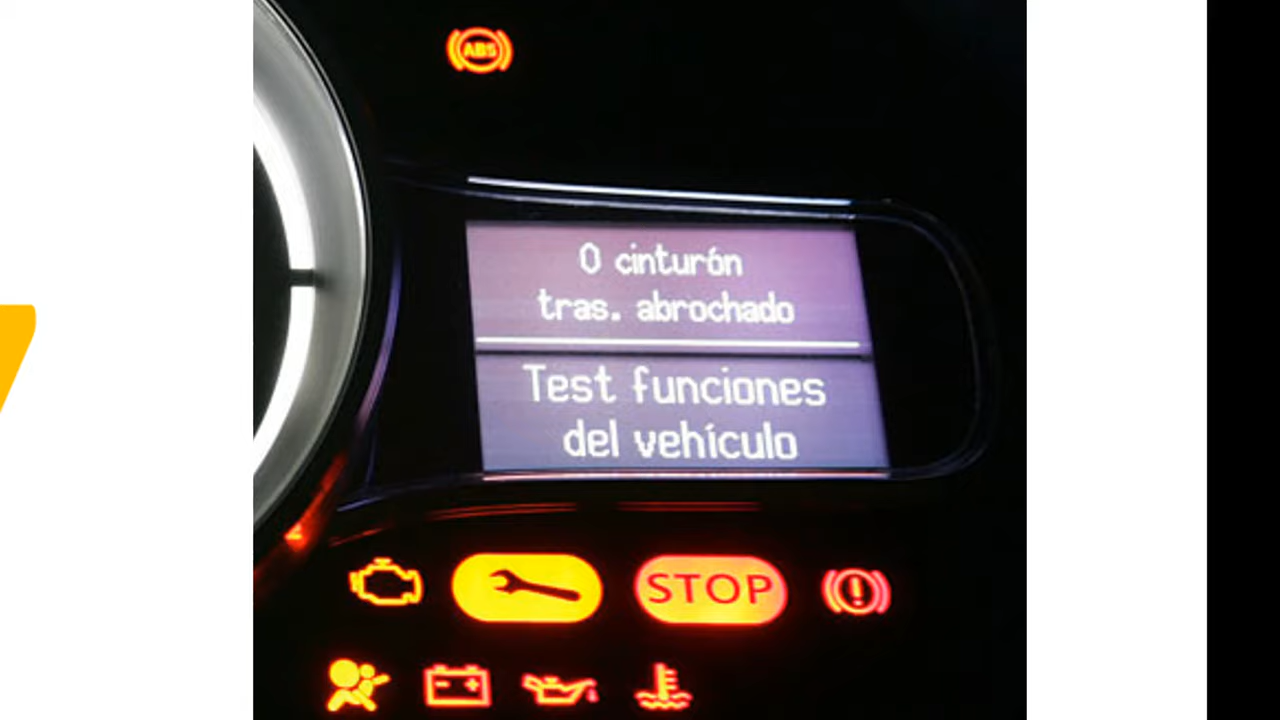 ABS
0 cinturón
tras. abrochado
Test funciones
del vehículo
STOP